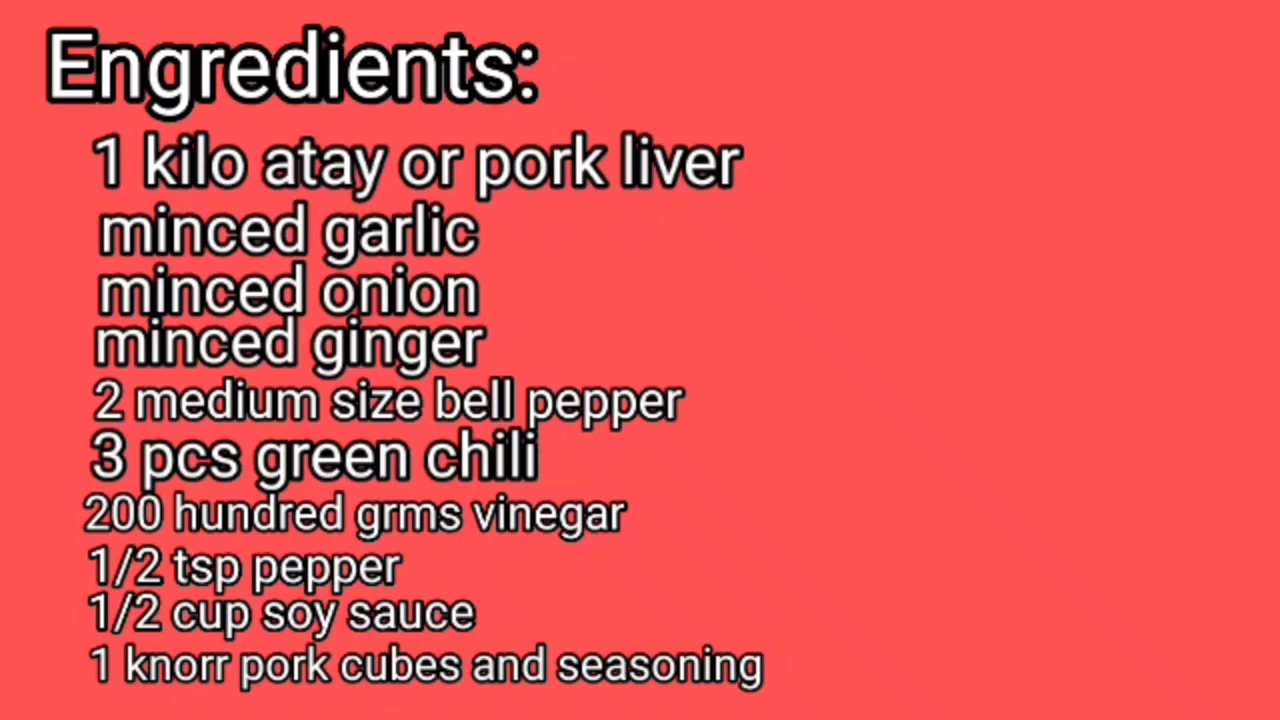 Engredients:
1 kilo atay or pork liver
minced garlic
minced onion
minced ginger
2 medium size bell pepper
3 pcs green chili
200 hundred grms vinegar
1/2 tsp pepper
1/2 cup soy sauce
1 knorr pork cubes and seasoning